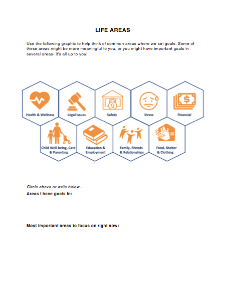 LIFE AREAS
Use the following graphic to help think of common areas where we set goals. Some of
these areas might be more meaningful to you, or you might have important goals in
several areas- it's all up to you!
Health & Wellness
Legal Issues
Safety
Stress
Financial
Child Well Being, Care
& Parenting
Education &
Employment
Family, Friends
& Relationships
Food, Shelter
& Clothing
Circle above or write below...
Areas I have goals in:
Most important areas to focus on right now: